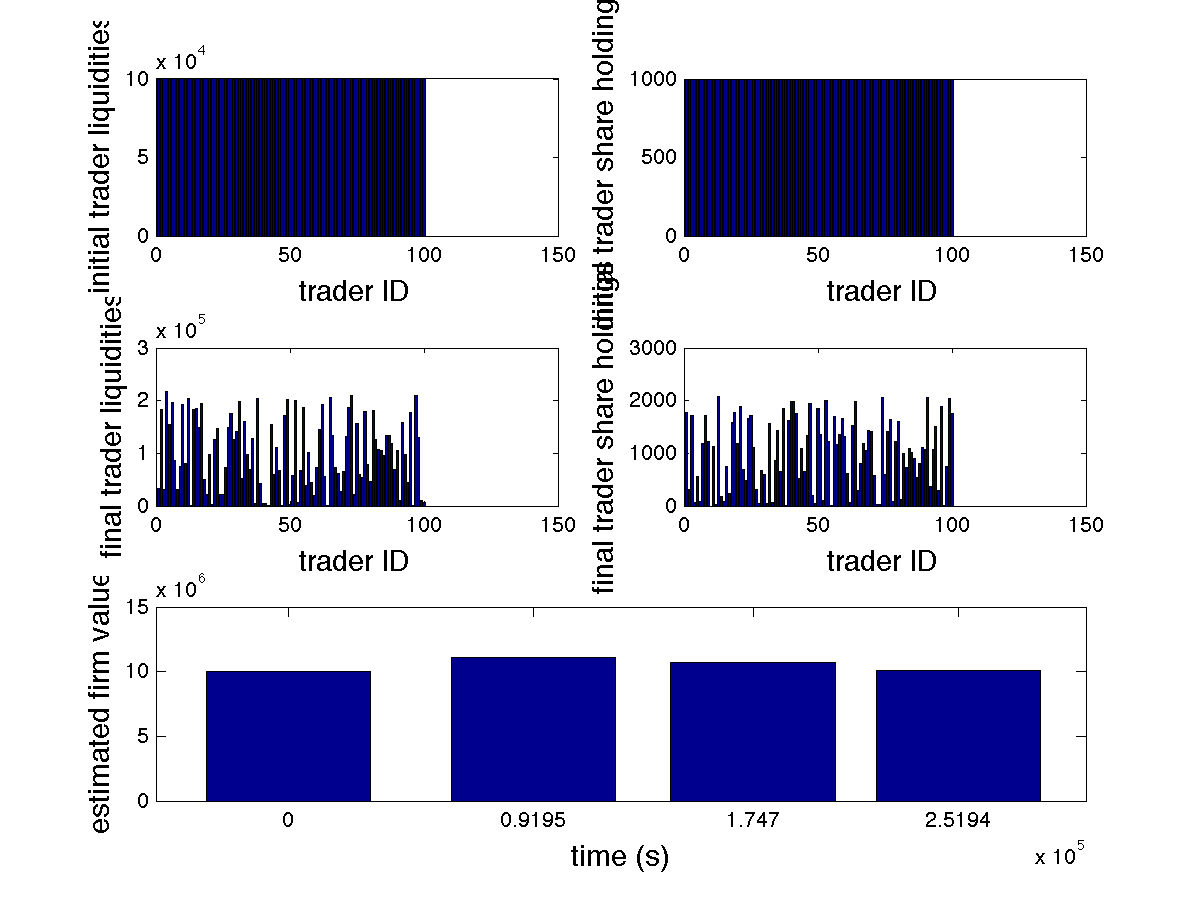 initial trader liquidities
x 10^4
10
5
0
0 50 100 150
trader ID
trader share holding
1000
500
0
0 50 100 150
trader ID
final trader liquidities
x 10^5
3
2
1
0
0 50 100 150
trader ID
final trader share holdings
3000
2000
1000
0
0 50 100 150
trader ID
estimated firm value
x 10^6
15
10
5
0
0 0.9195 1.747 2.5194
x 10^5
time (s)